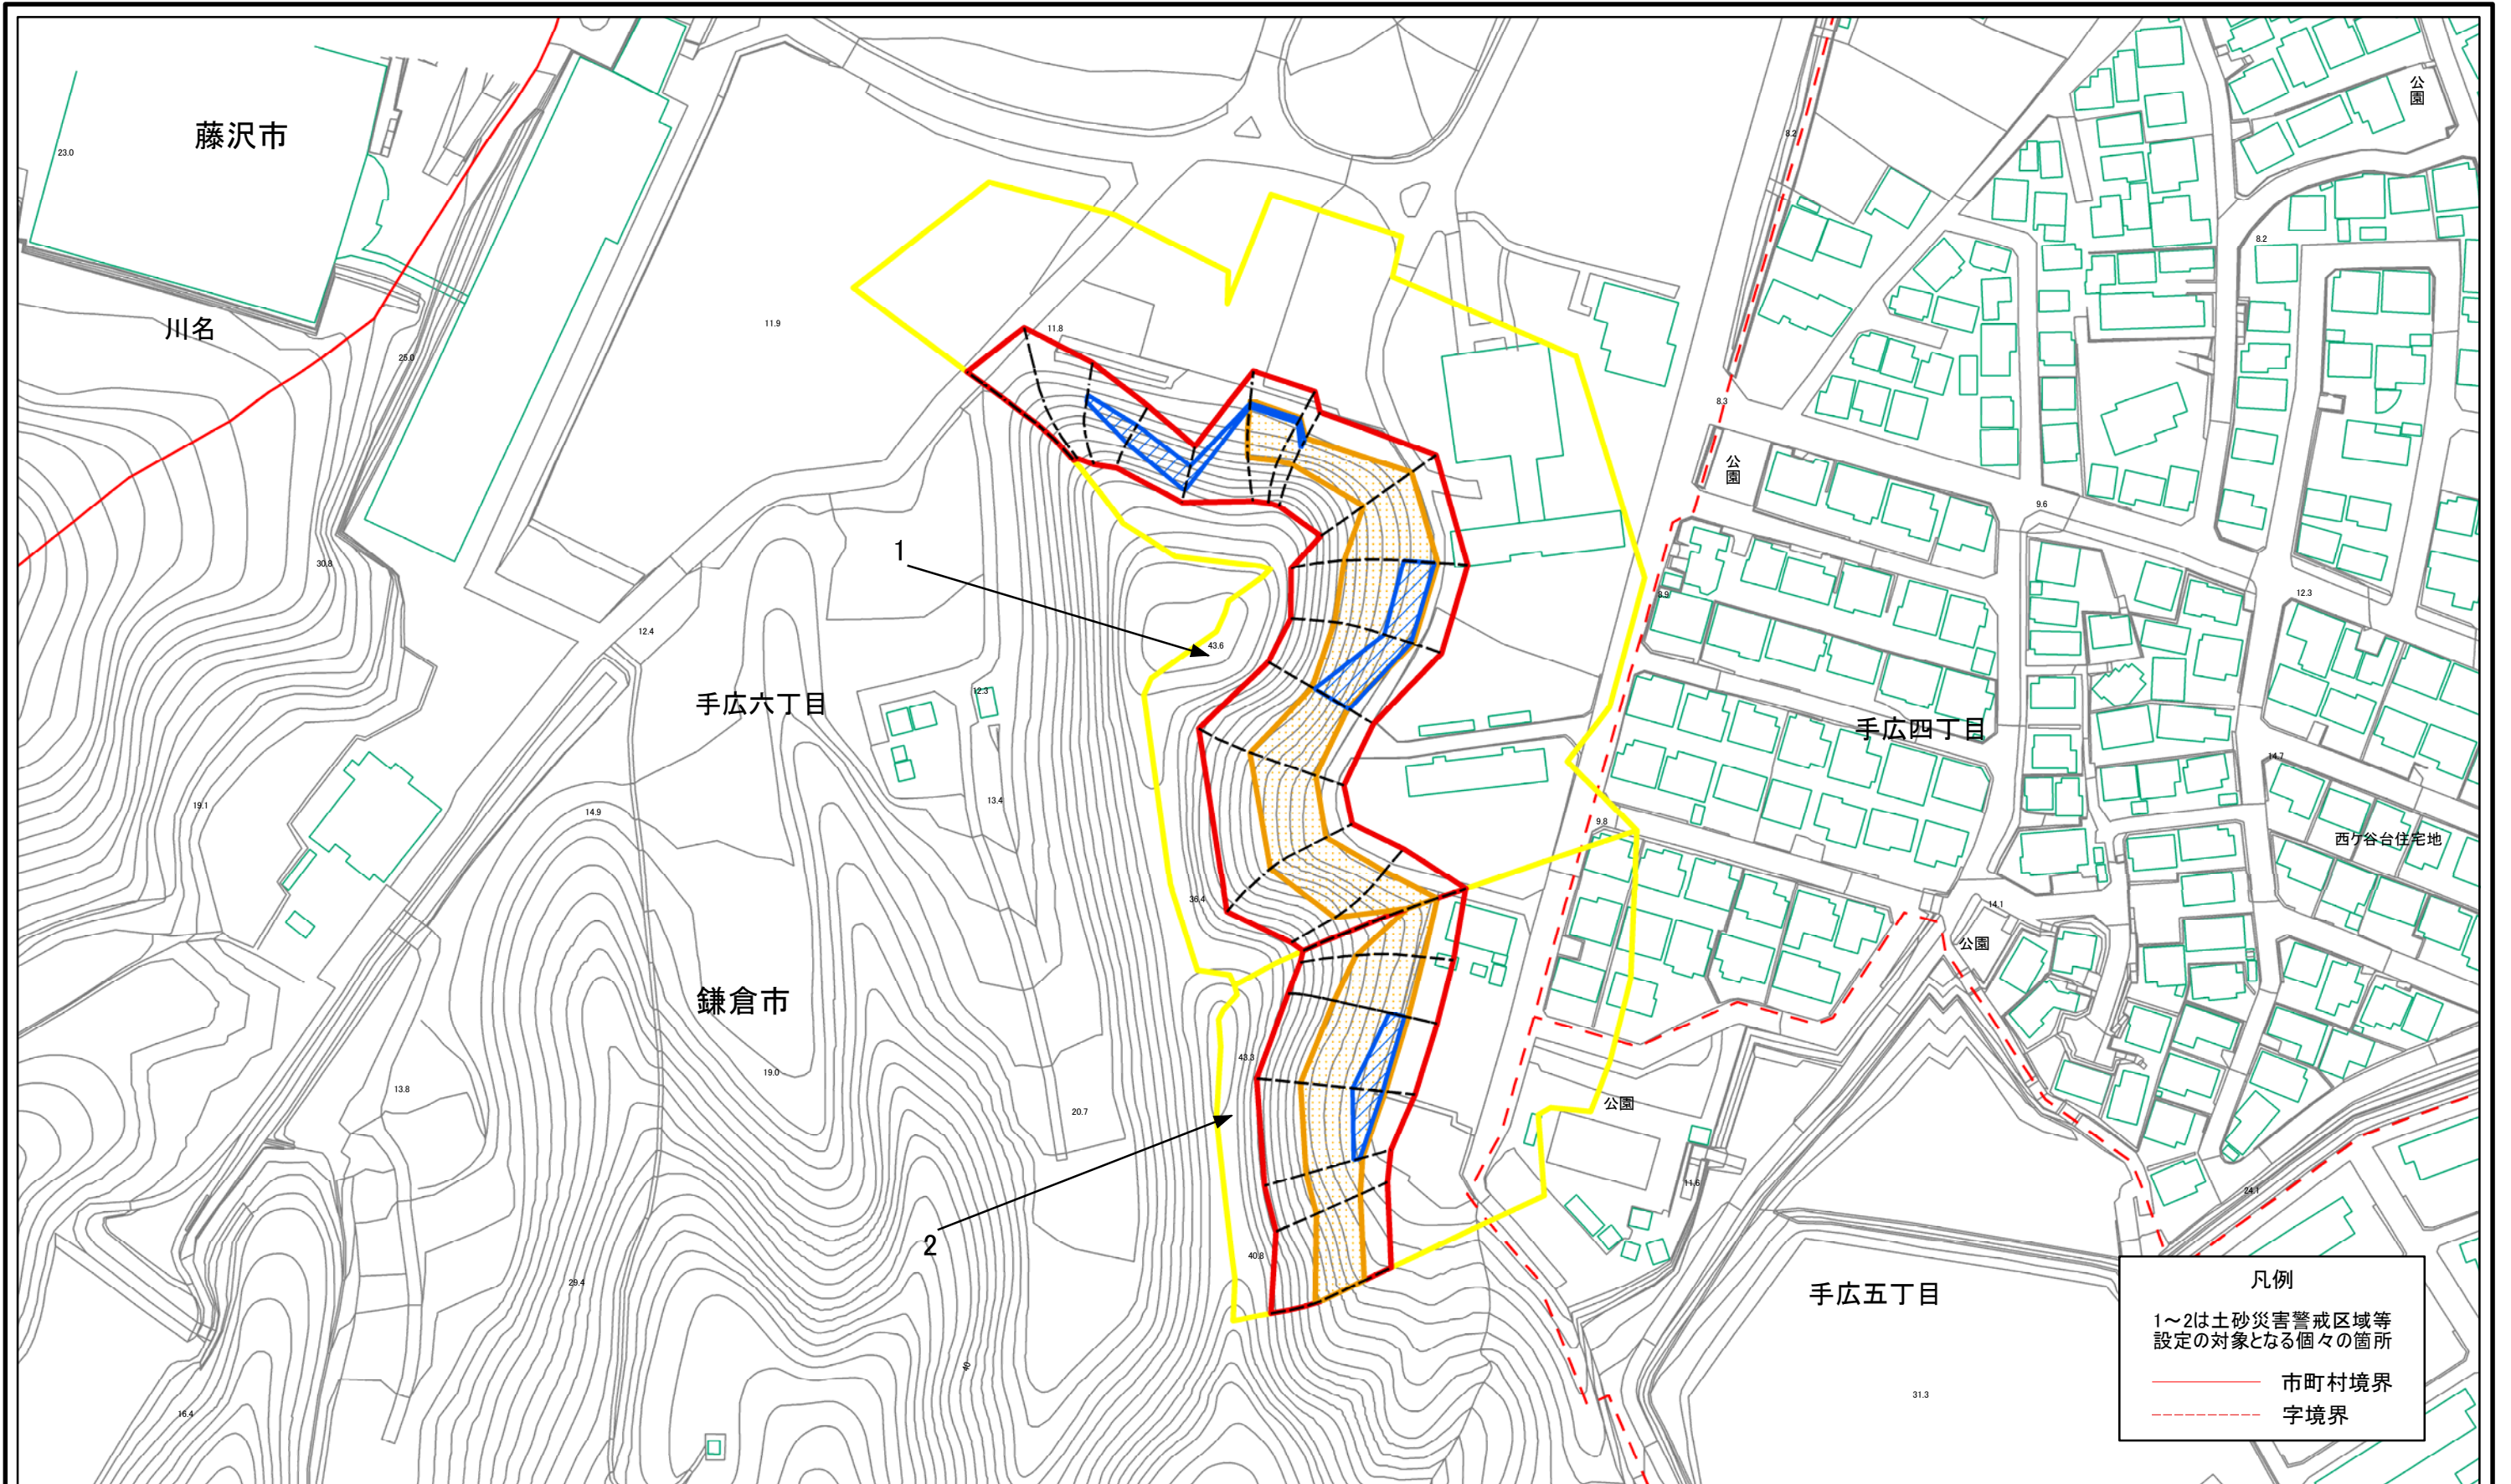 藤沢市
23.0
公園
8.2
8.2
川名
11.9
11.8
25.0
8.3
公園
9.6
1
30.8
8.9
12.3
12.4
43.6
手広六丁目
12.3
手広四丁目
14.7
19.1
14.9
13.4
9.8
西ケ谷台住宅地
36.4
14.1
公園
鎌倉市
43.3
19.0
13.8
20.7
公園
11.6
24.1
2
40.8
29.4
手広五丁目
40
31.3
16.4
凡例
1～2は土砂災害警戒区域等
設定の対象となる個々の箇所
市町村境界
字境界